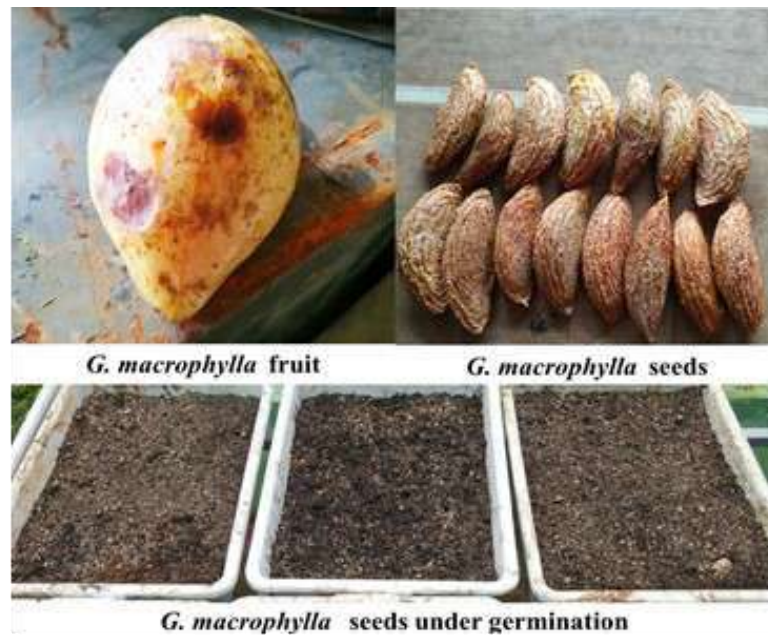 G. macrophylla fruit
G. macrophylla seeds
G. macrophylla seeds under germination